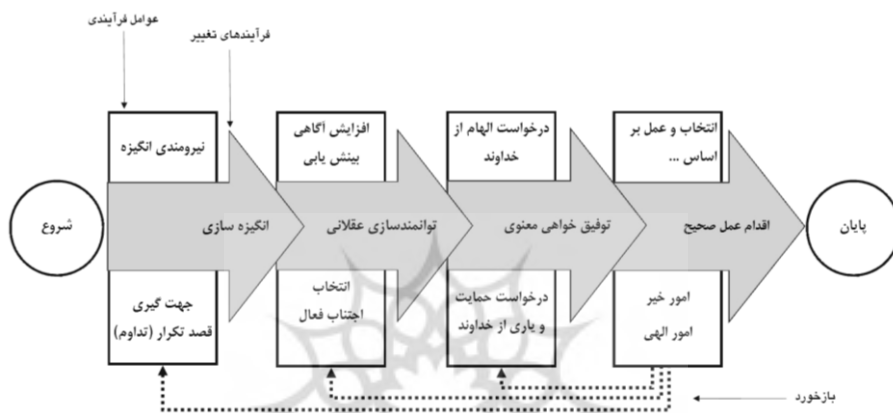 عوامل فرآیندی
فرآیندهای تغییر
نیرومندی انگیزه
افزایش آگاهی
بینش یابی
درخواست الهام از
خداوند
انتخاب و عمل بر
اساس ...
شروع
انگیزه سازی
توانمندسازی عقلانی
توفیق خواهی معنوی
اقدام عمل صحیح
پایان
جهت گیری
قصد تکرار (تداوم)
انتخاب
اجتناب فعال
درخواست حمایت
و یاری از خداوند
امور خیر
امور الهی
بازخورد